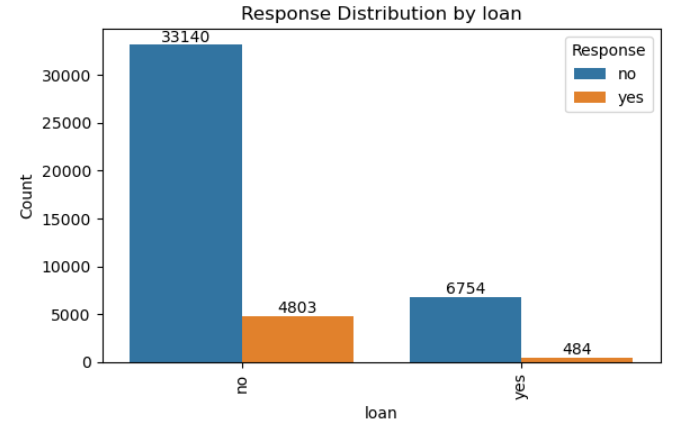 Response Distribution by loan
33140
Response
no
yes
30000
25000
20000
Count
15000
10000
5000
0
4803
6754
484
no
yes
loan